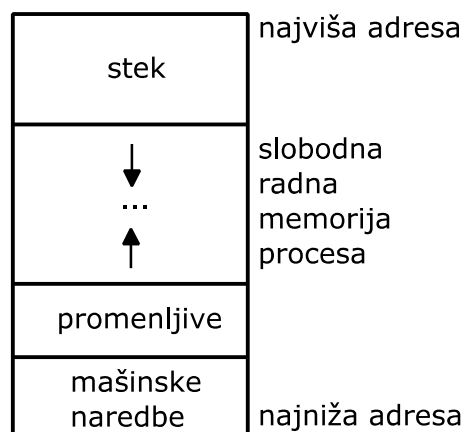 najviša adresa
stek
slobodna
radna
memorija
procesa
...
promenljive
mašinske
naredbe
najniža adresa